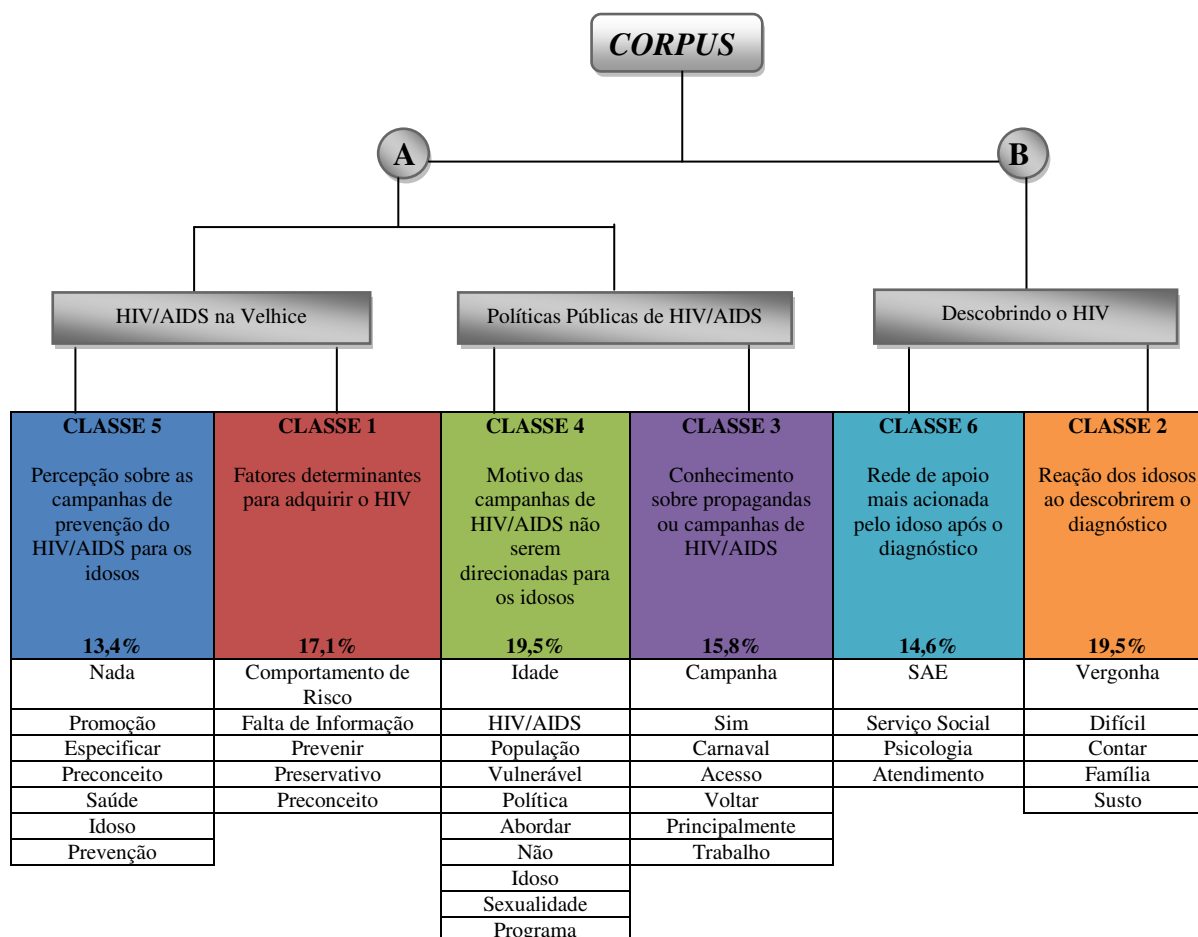 CORPUS
A
B
HIV/AIDS na Velhice
Políticas Públicas de HIV/AIDS
Descobrindo o HIV
CLASSE 5
Percepção sobre as
campanhas de
prevenção do
HIV/AIDS para os
idosos
13,4%
Nada
Promoção
Especificar
Preconceito
Saúde
Idoso
Prevenção
CLASSE 1
Fatores determinantes
para adquirir o HIV
17,1%
Comportamento de
Risco
Falta de Informação
Prevenir
Preservativo
Preconceito
CLASSE 4
Motivo das
campanhas de
HIV/AIDS não
serem
direcionadas para
os idosos
19,5%
Idade
HIV/AIDS
População
Vulnerável
Política
Abordar
Não
Idoso
Sexualidade
Programa
CLASSE 3
Conhecimento
sobre propagandas
ou campanhas de
HIV/AIDS
15,8%
Campanha
Sim
Carnaval
Acesso
Voltar
Principalmente
Trabalho
CLASSE 6
Rede de apoio
mais acionada
pelo idoso após o
diagnóstico
14,6%
SAE
Serviço Social
Psicologia
Atendimento
CLASSE 2
Reação dos idosos
ao descobrirem o
diagnóstico
19,5%
Vergonha
Difícil
Contar
Família
Susto